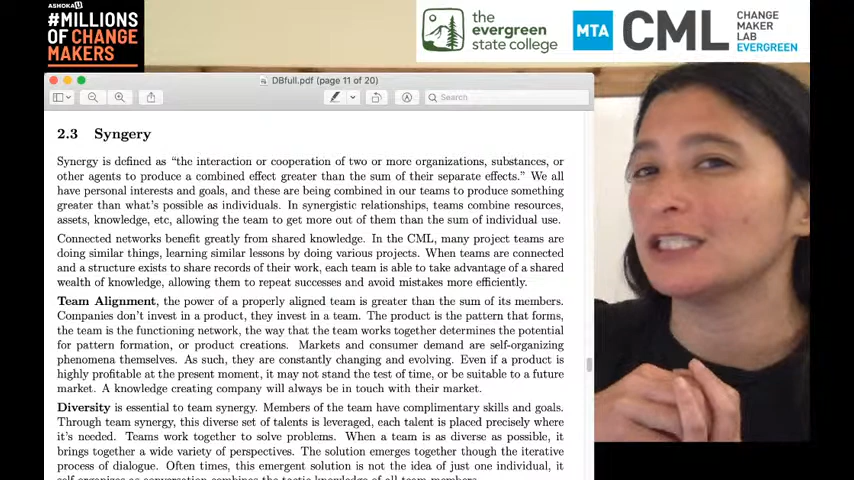 ASHOKAU
#MILLIONS
OF CHANGE
MAKERS
the
evergreen
state college
MTA
CML
CHANGE
MAKER
LAB
EVERGREEN
DBfull.pdf (page 11 of 20)
Search
2.3 Syngery
Synergy is defined as “the interaction or cooperation of two or more organizations, substances, or
other agents to produce a combined effect greater than the sum of their separate effects.” We all
have personal interests and goals, and these are being combined in our teams to produce something
greater than what's possible as individuals. In synergistic relationships, teams combine resources,
assets, knowledge, etc, allowing the team to get more out of them than the sum of individual use.
Connected networks benefit greatly from shared knowledge. In the CML, many project teams are
doing similar things, learning similar lessons by doing various projects. When teams are connected
and a structure exists to share records of their work, each team is able to take advantage of a shared
wealth of knowledge, allowing them to repeat successes and avoid mistakes more efficiently.
Team Alignment, the power of a properly aligned team is greater than the sum of its members.
Companies don't invest in a product, they invest in a team. The product is the pattern that forms,
the team is the functioning network, the way that the team works together determines the potential
for pattern formation, or product creations. Markets and consumer demand are self-organizing
phenomena themselves. As such, they are constantly changing and evolving. Even if a product is
highly profitable at the present moment, it may not stand the test of time, or be suitable to a future
market. A knowledge creating company will always be in touch with their market.
Diversity is essential to team synergy. Members of the team have complimentary skills and goals.
Through team synergy, this diverse set of talents is leveraged, each talent is placed precisely where
it's needed. Teams work together to solve problems. When a team is as diverse as possible, it
brings together a wide variety of perspectives. The solution emerges together though the iterative
process of dialogue. Often times, this emergent solution is not the idea of just one individual, it
self organizes as conversation combines the tactic knowledge of all team members.